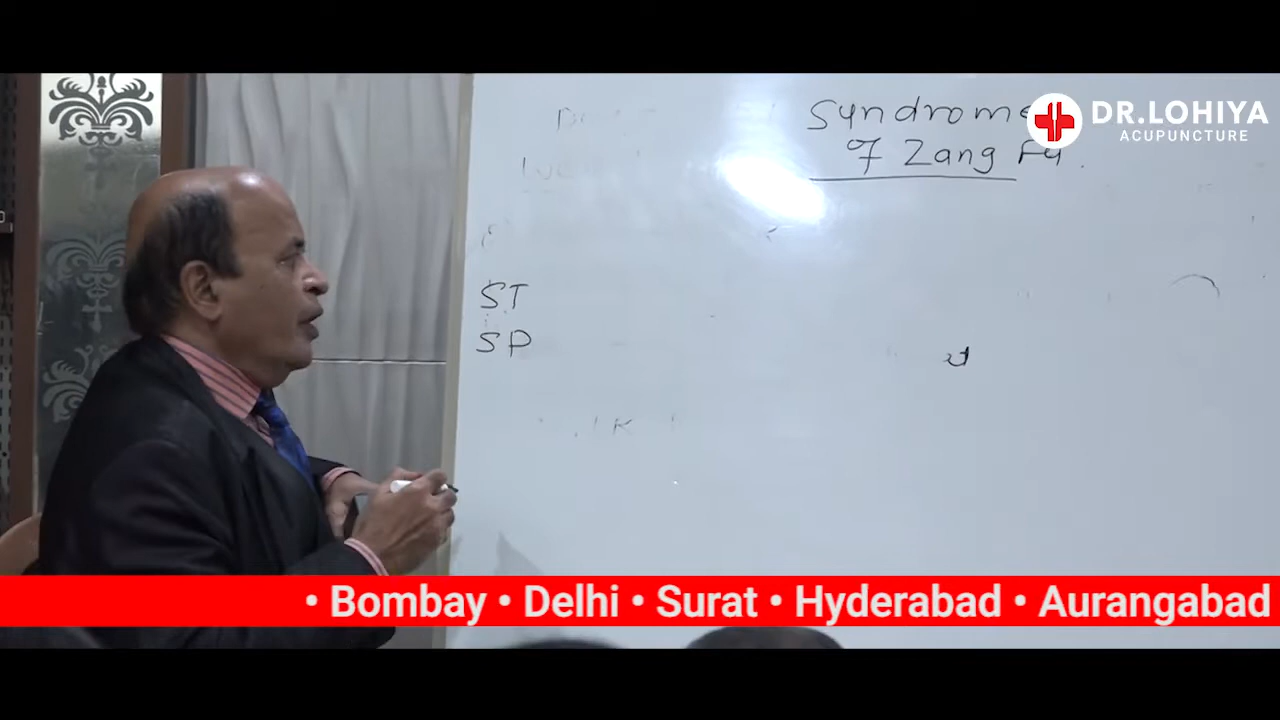 Syndrome
of Zang Fu.
DR.LOHIYA
ACUPUNCTURE
ST
SP
• Bombay • Delhi • Surat • Hyderabad • Aurangabad